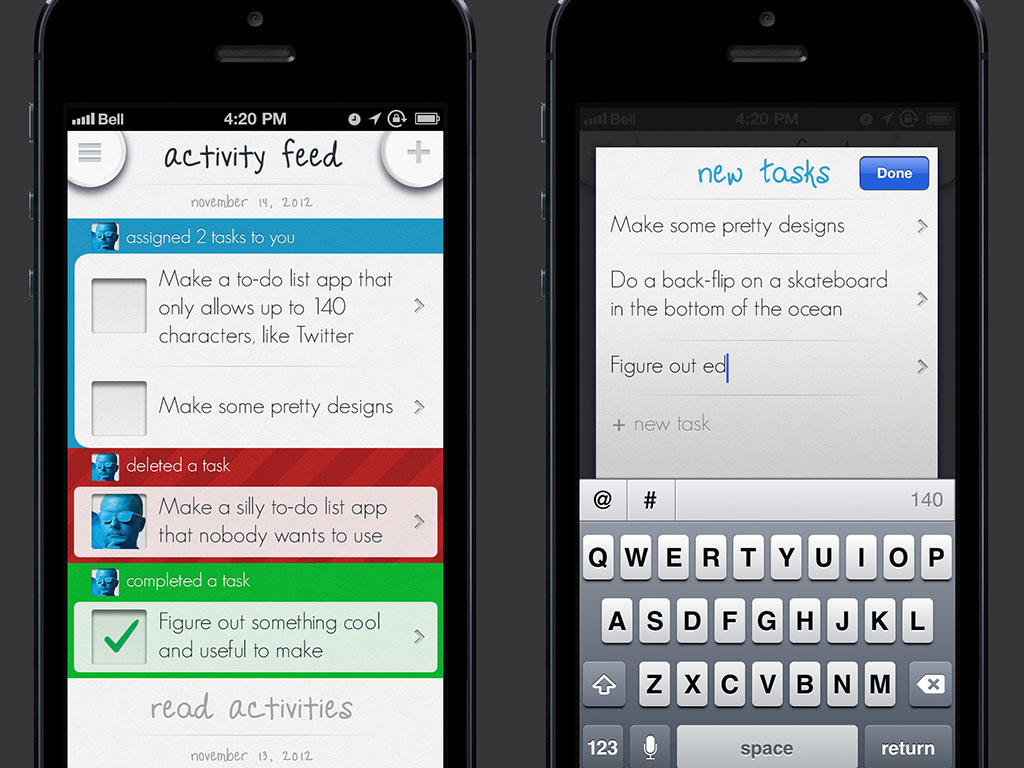 Bell 4:20 PM
activity feed
november 14, 2012
assigned 2 tasks to you
Make a to-do list app that
only allows up to 140
characters, like Twitter
Make some pretty designs
deleted a task
Make a silly to-do list app
that nobody wants to use
completed a task
Figure out something cool
and useful to make
read activities
november 13, 2012
Bell 4:20 PM
new tasks Done
Make some pretty designs
Do a back-flip on a skateboard
in the bottom of the ocean
Figure out ed
+ new task
@ # 140
Q W E R T Y U I O P
A S D F G H J K L
Z X C V B N M
123 space return